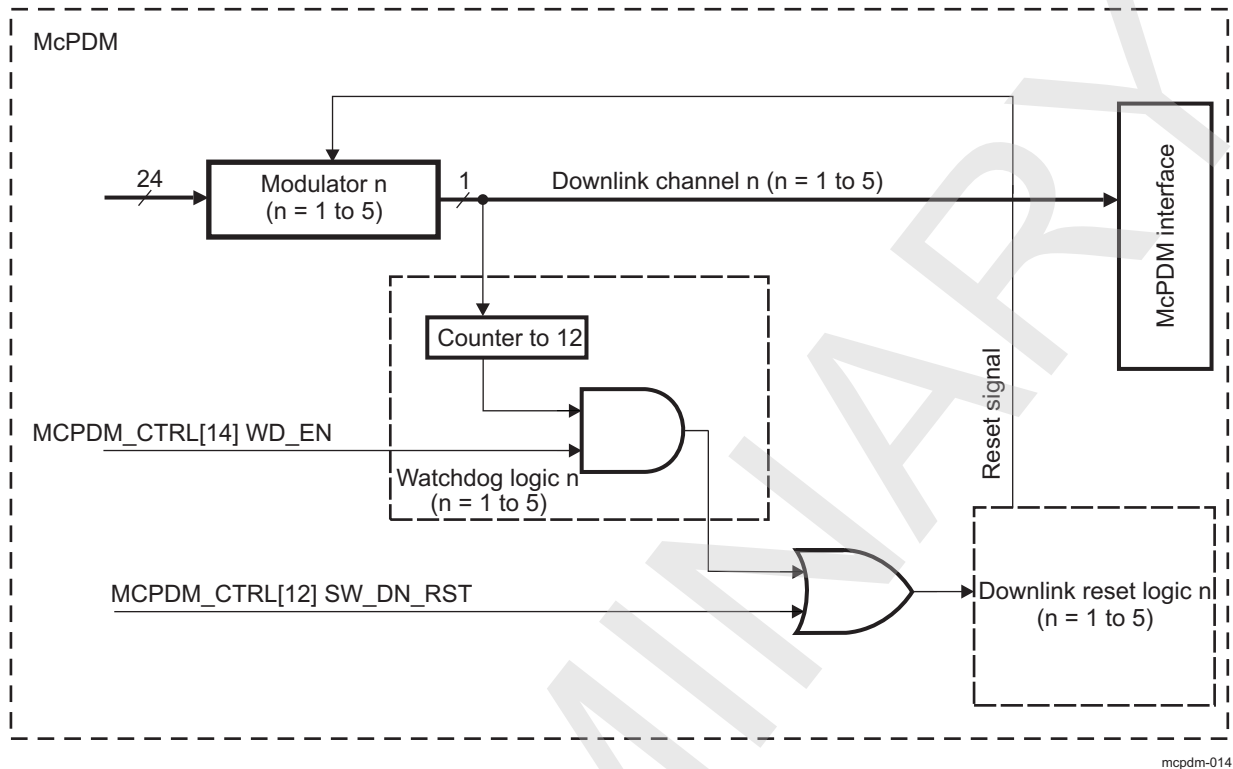 McPDM
24
Modulator n
(n = 1 to 5)
1
Downlink channel n (n = 1 to 5)
McPDM interface
Counter to 12
MCPDM_CTRL[14] WD_EN
Watchdog logic n
(n = 1 to 5)
Reset signal
MCPDM_CTRL[12] SW_DN_RST
Downlink reset logic n
(n = 1 to 5)
mcpdm-014
MINARY